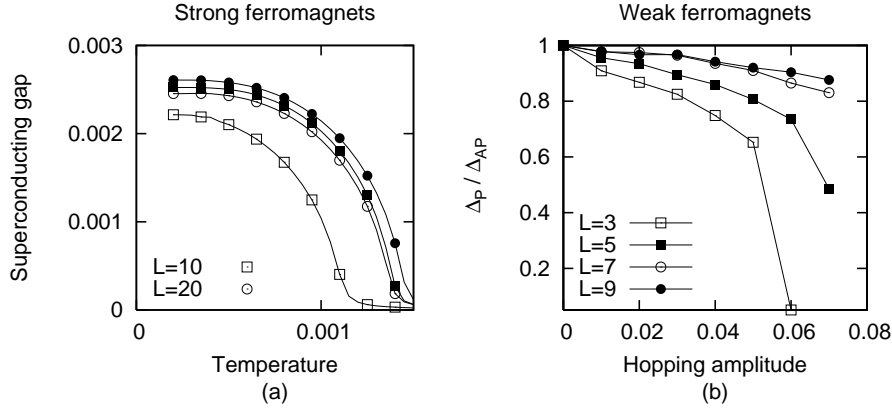 Strong ferromagnets
Superconducting gap
0.003
0.002
0.001
0
L=10
L=20
0
0.001
Temperature
(a)
Weak ferromagnets
Δ_P / Δ_AP
1
0.8
0.6
0.4
0.2
L=3
L=5
L=7
L=9
0
0.02
0.04
0.06
0.08
Hopping amplitude
(b)